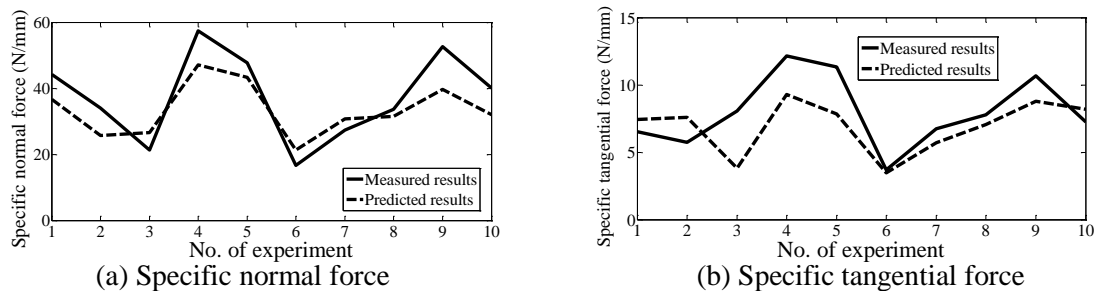 Specific normal force (N/mm)
60
40
20
0
Measured results
Predicted results
1 2 3 4 5 6 7 8 9 10
No. of experiment
(a) Specific normal force
Specific tangential force (N/mm)
15
10
5
0
Measured results
Predicted results
1 2 3 4 5 6 7 8 9 10
No. of experiment
(b) Specific tangential force